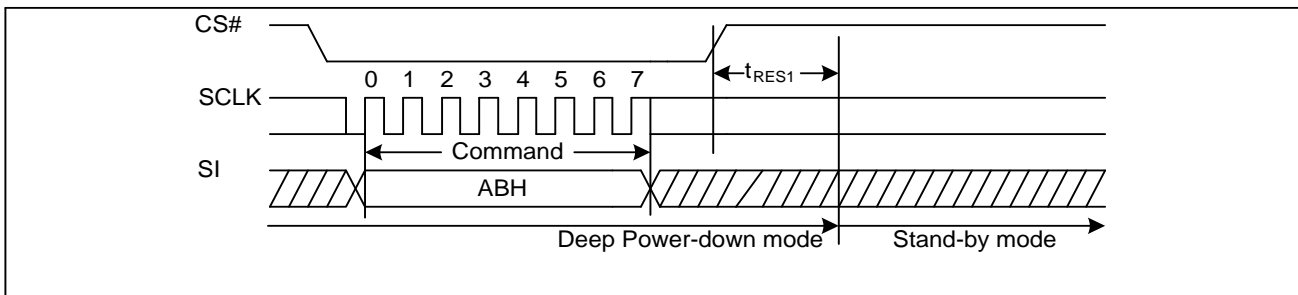 CS#
0 1 2 3 4 5 6 7
tRES1
SCLK
Command
SI
ABH
Deep Power-down mode Stand-by mode